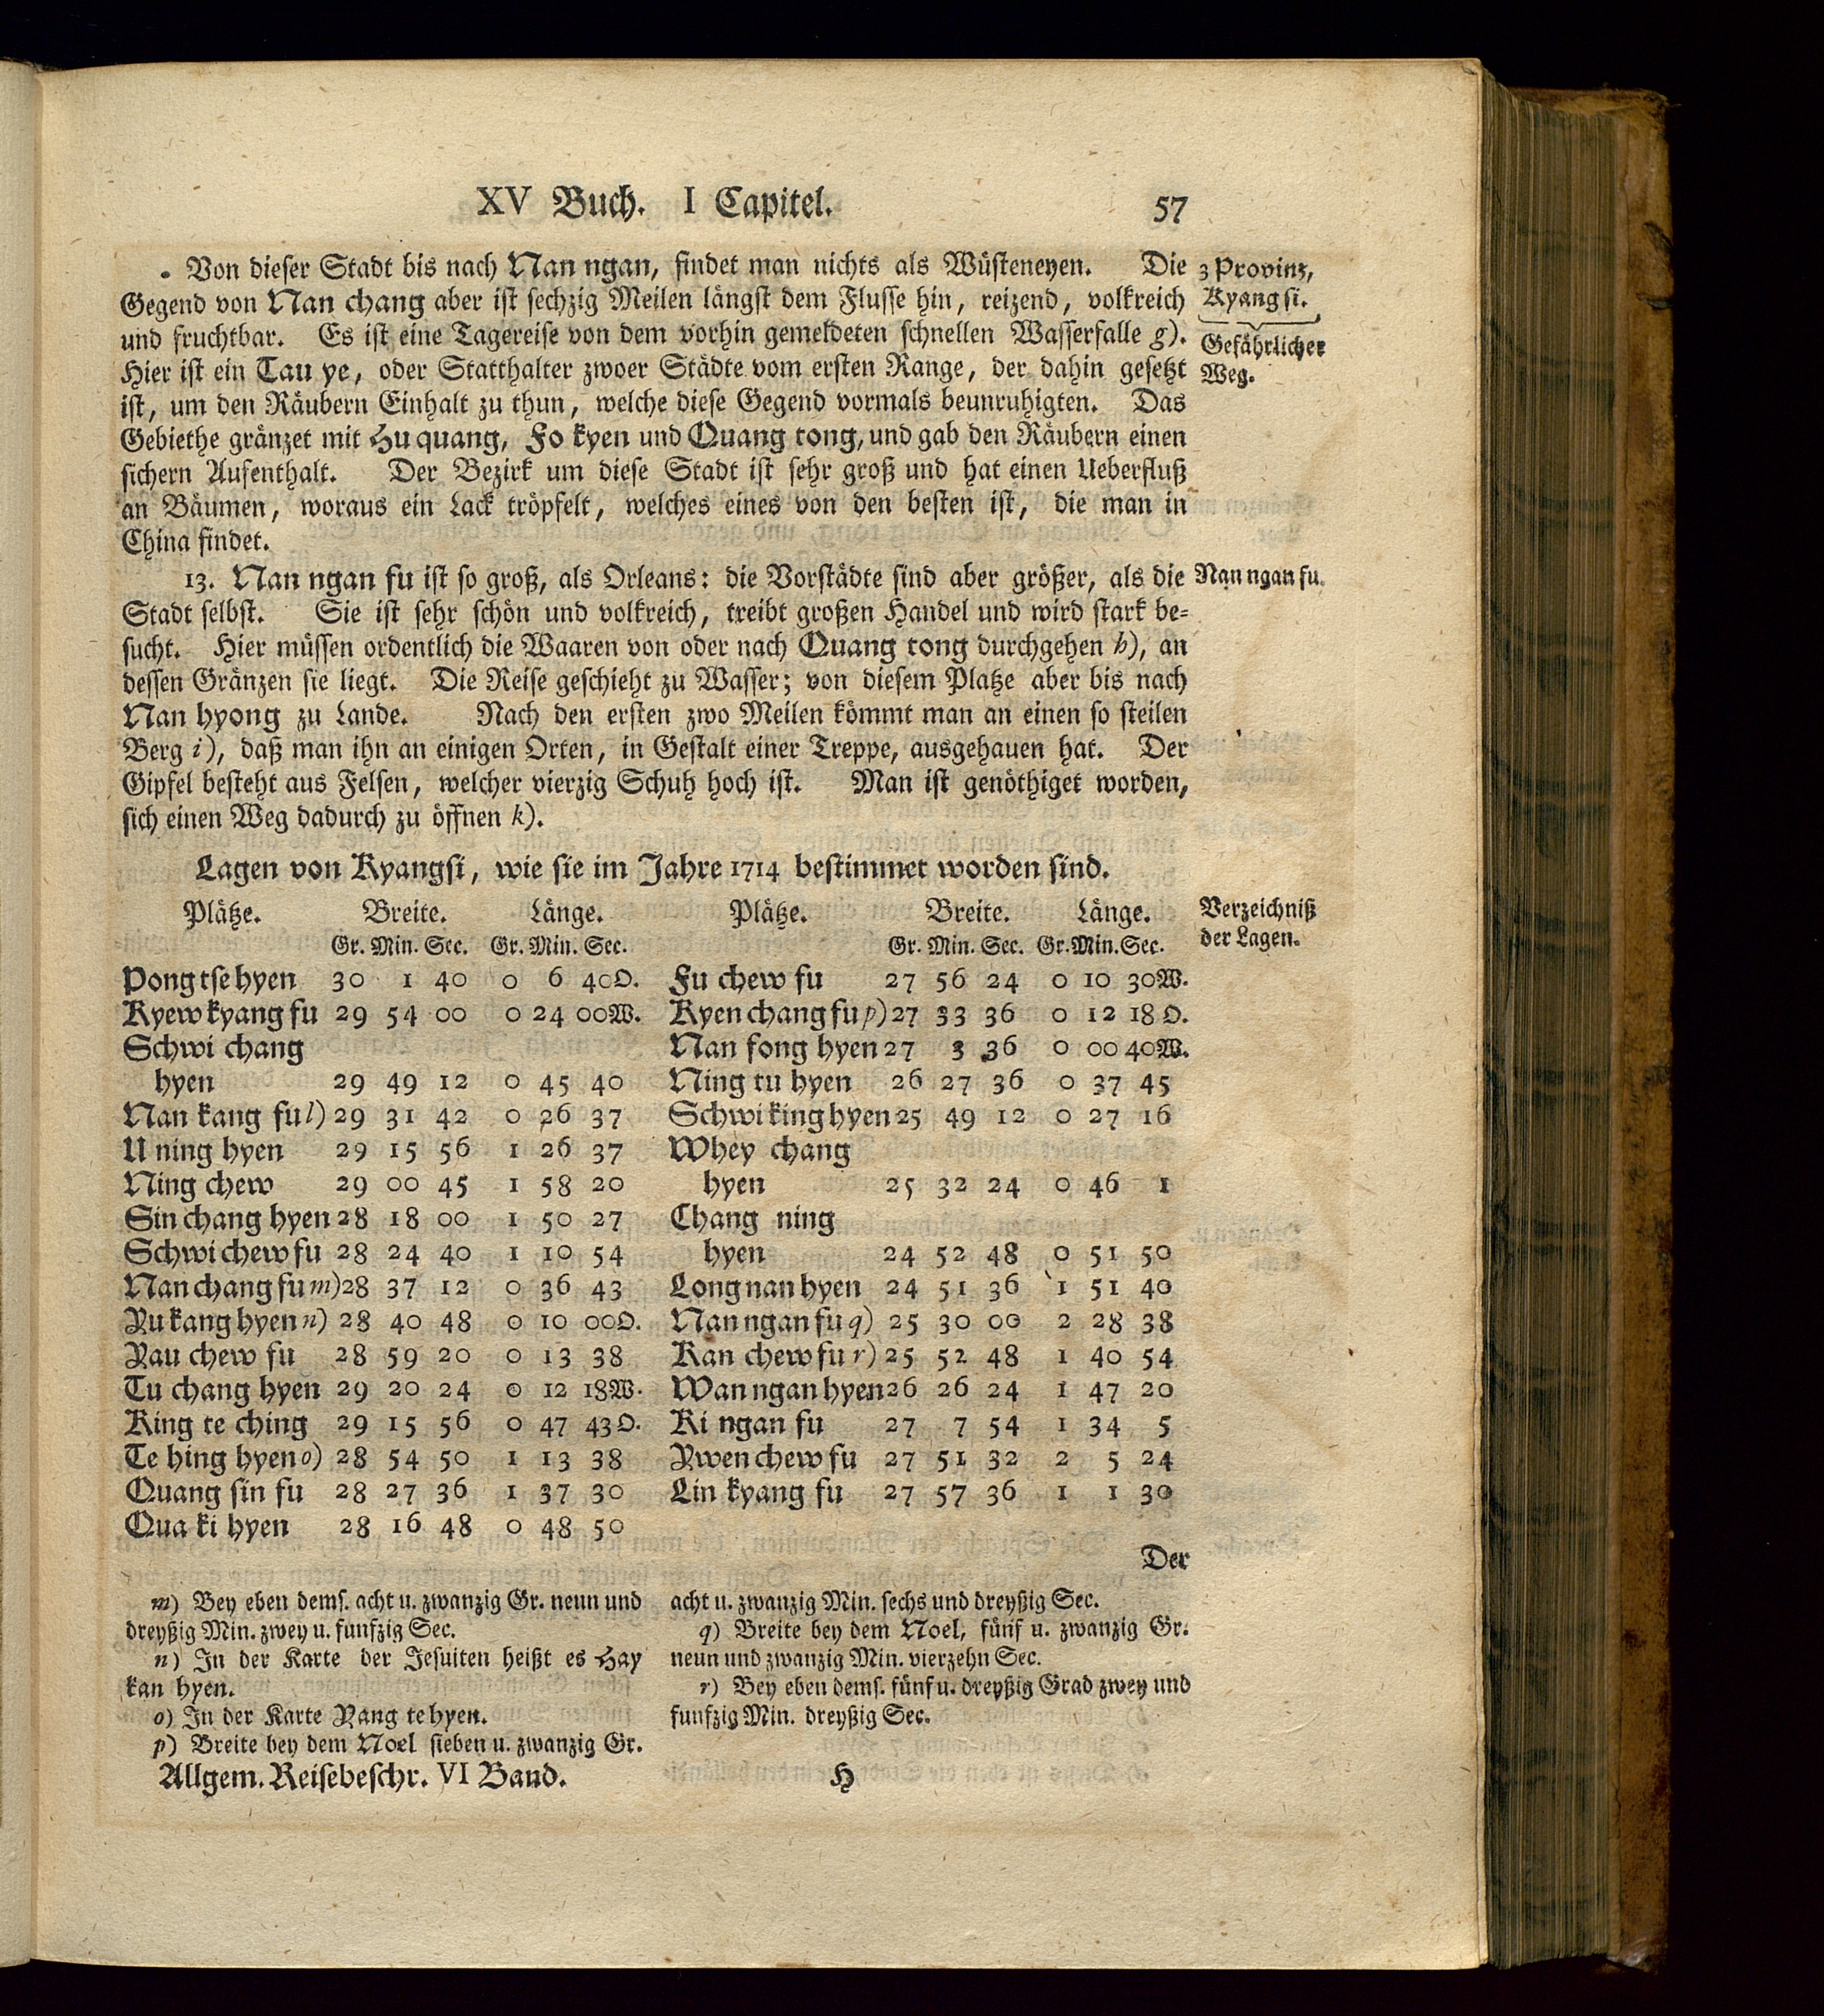 XV Buch. I Capitel. 57
Von dieser Stadt bis nach Nan ngan, findet man nichts als Wüsteneyen. Die
Gegend von Nan chang aber ist sechzig Meilen längst dem Flusse hin, reizend, volkreich
und fruchtbar. Es ist eine Tagereise von dem vorhin gemeldeten schnellen Wasserfalle g).
Hier ist ein Tau ye, oder Statthalter zwoer Städte vom ersten Range, der dahin gesetzt
ist, um den Räubern Einhalt zu thun, welche diese Gegend vormals beunruhigten. Das
Gebiethe gränzet mit Hu quang, Fo kyen und Quang tong, und gab den Räubern einen
sichern Aufenthalt. Der Bezirk um diese Stadt ist sehr groß und hat einen Ueberfluß
an Bäumen, woraus ein Lack tröpfelt, welches eines von den besten ist, die man in
China findet.
3 Provinz,
Kyang si.
Gefährlicher
Weg.
13. Nan ngan fu ist so groß, als Orleans: die Vorstädte sind aber größer, als die
Stadt selbst. Sie ist sehr schön und volkreich, treibt großen Handel und wird stark be=
sucht. Hier müssen ordentlich die Waaren von oder nach Quang tong durchgehen h), an
dessen Gränzen sie liegt. Die Reise geschieht zu Wasser; von diesem Platze aber bis nach
Nan hyong zu Lande. Nach den ersten zwo Meilen kömmt man an einen so steilen
Berg i), daß man ihn an einigen Orten, in Gestalt einer Treppe, ausgehauen hat. Der
Gipfel besteht aus Felsen, welcher vierzig Schuh hoch ist. Man ist genöthiget worden,
sich einen Weg dadurch zu öffnen k).
Nan ngan fu.
Lagen von Kyangsi, wie sie im Jahre 1714 bestimmet worden sind.
Verzeichniß
der Lagen.
Plätze. Breite. Länge.
Gr. Min. Sec. Gr. Min. Sec.
Pong tse hyen 30 1 40 0 6 40 O.
Kyew kyang fu 29 54 00 0 24 00 W.
Schwi chang
hyen 29 49 12 0 45 40
Nan kang fu l) 29 31 42 0 26 37
U ning hyen 29 15 56 1 26 37
Ning chew 29 00 45 1 58 20
Sin chang hyen 28 18 00 1 50 27
Schwi chew fu 28 24 40 1 10 54
Nan chang fu m) 28 37 12 0 36 43
Yu kang hyen n) 28 40 48 0 10 00 O.
Yau chew fu 28 59 20 0 13 38
Tu chang hyen 29 20 24 0 12 18 W.
King te ching 29 15 56 0 47 43 O.
Te hing hyen o) 28 54 50 1 13 38
Quang sin fu 28 27 36 1 37 30
Qua ki hyen 28 16 48 0 48 50
Plätze. Breite. Länge.
Gr. Min. Sec. Gr. Min. Sec.
Fu chew fu 27 56 24 0 10 30 W.
Kyen chang fu p) 27 33 36 0 12 18 O.
Nan fong hyen 27 3 36 0 00 40 W.
Ning tu hyen 26 27 36 0 37 45
Schwi king hyen 25 49 12 0 27 16
Whey chang
hyen 25 32 24 0 46 1
Chang ning
hyen 24 52 48 0 51 50
Long nan hyen 24 51 36 1 51 40
Nan ngan fu q) 25 30 00 2 28 38
Kan chew fu r) 25 52 48 1 40 54
Wan ngan hyen 26 26 24 1 47 20
Ki ngan fu 27 7 54 1 34 5
Ywen chew fu 27 51 32 2 5 24
Lin kyang fu 27 57 36 1 1 30
Der
m) Bey eben dems. acht u. zwanzig Gr. neun und
dreyßig Min. zwey u. funfzig Sec.
n) In der Karte der Jesuiten heißt es Hay
kan hyen.
o) In der Karte Yang te hyen.
p) Breite bey dem Noel sieben u. zwanzig Gr.
acht u. zwanzig Min. sechs und dreyßig Sec.
q) Breite bey dem Noel, fünf u. zwanzig Gr.
neun und zwanzig Min. vierzehn Sec.
r) Bey eben dems. fünf u. dreyßig Grad zwey und
funfzig Min. dreyßig Sec.
Allgem. Reisebeschr. VI Band. H